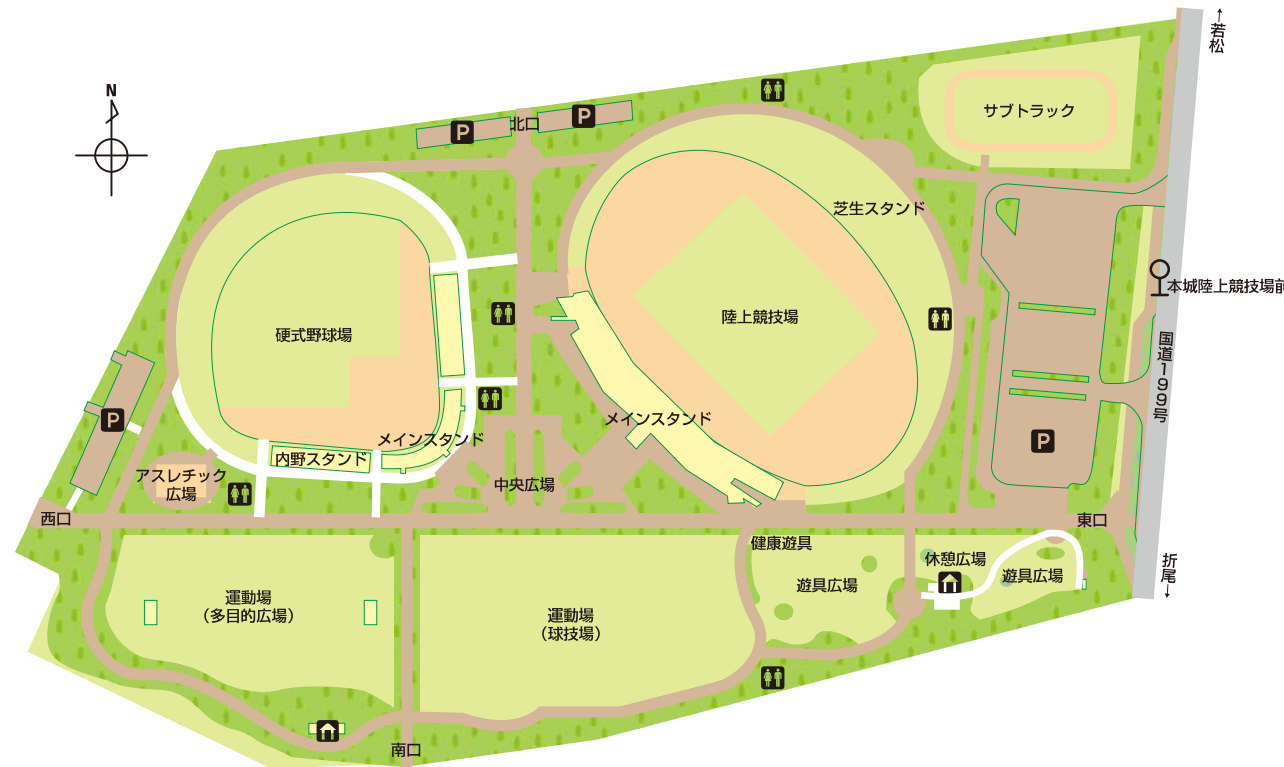 ↑若松
N
サブトラック
P
P
北口
芝生スタンド
本城陸上競技場前
陸上競技場
硬式野球場
国道199号
P
メインスタンド
メインスタンド
P
内野スタンド
アスレチック
広場
中央広場
西口
東口
健康遊具
休憩広場
折尾↓
遊具広場
遊具広場
運動場
（多目的広場）
運動場
（球技場）
南口